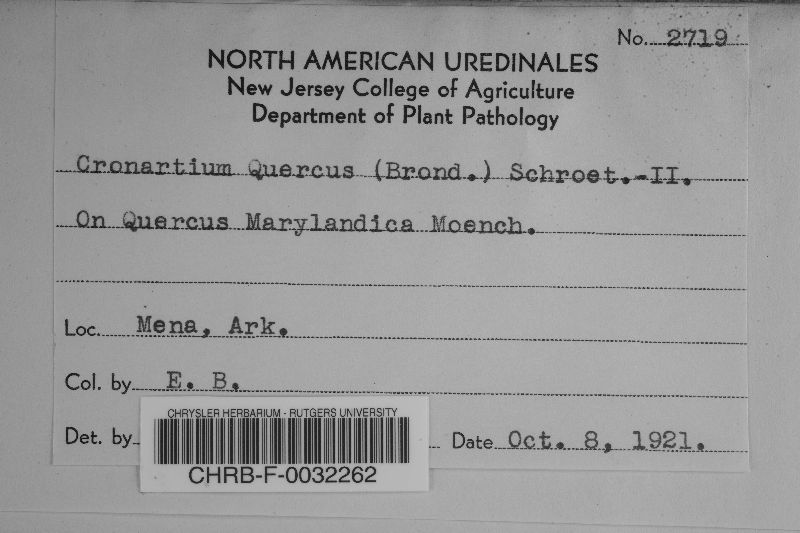 No. 2719
NORTH AMERICAN UREDINALES
New Jersey College of Agriculture
Department of Plant Pathology
Cronartium Quercus (Brond.) Schroet.-II.
On Quercus Marylandica Moench.
Loc. Mena, Ark.
Col. by E. B.
Det. by
Date Oct. 8, 1921.
CHRYSLER HERBARIUM - RUTGERS UNIVERSITY
CHRB-F-0032262